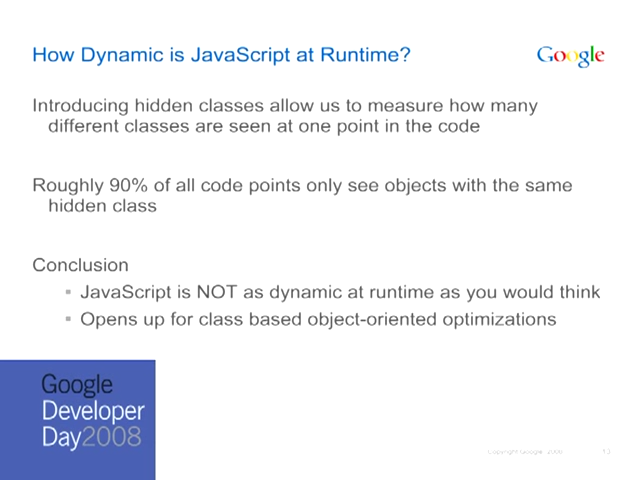 How Dynamic is JavaScript at Runtime?
Google
Introducing hidden classes allow us to measure how many
different classes are seen at one point in the code
Roughly 90% of all code points only see objects with the same
hidden class
Conclusion
▪ JavaScript is NOT as dynamic at runtime as you would think
▪ Opens up for class based object-oriented optimizations
Google
Developer
Day2008
Copyright Google